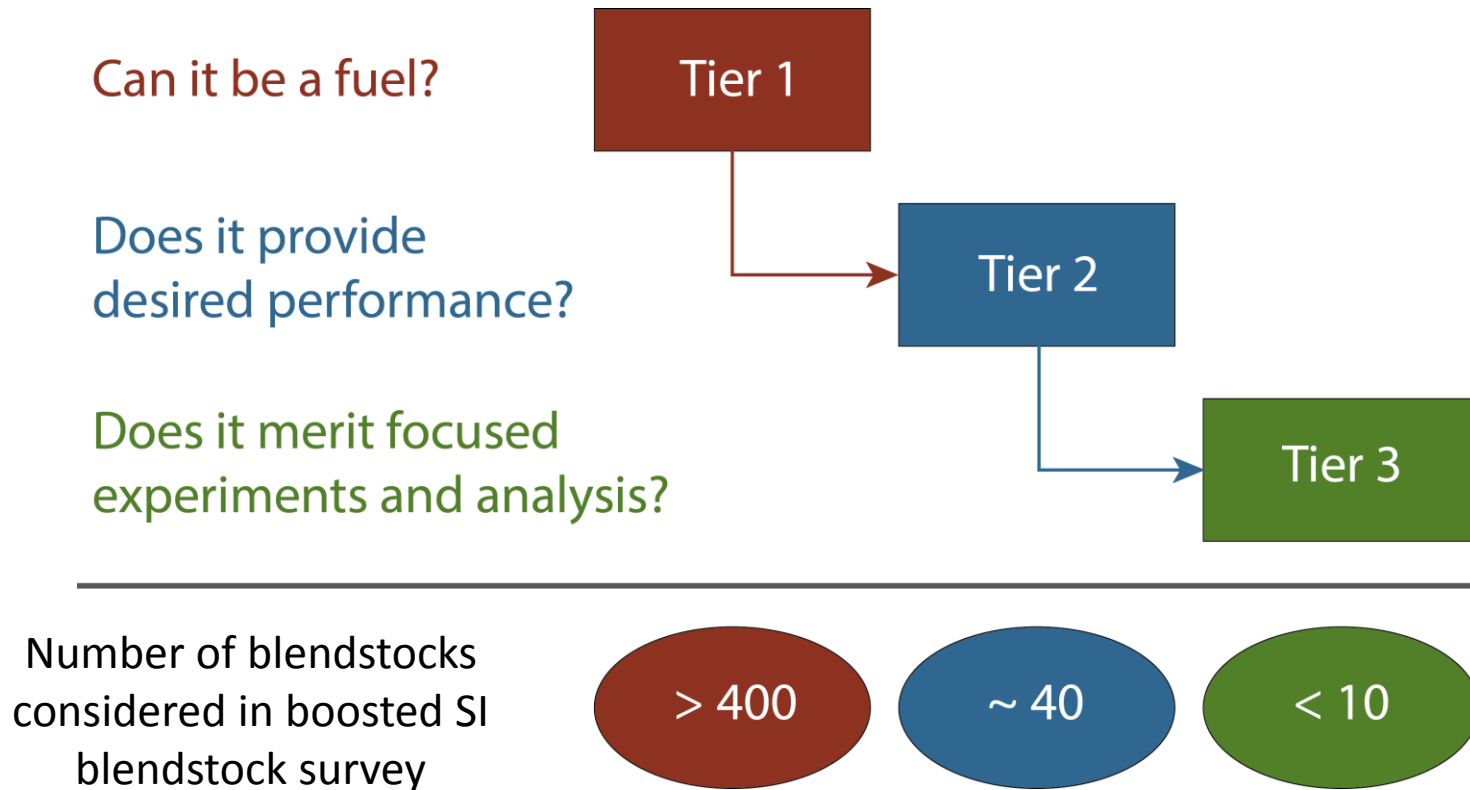 Can it be a fuel?
Tier 1
Does it provide
desired performance?
Tier 2
Does it merit focused
experiments and analysis?
Tier 3
Number of blendstocks
considered in boosted SI
blendstock survey
> 400
~ 40
< 10